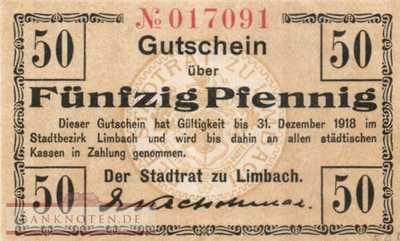 № 017091
50 Gutschein 50
über
Fünfzig Pfennig
Dieser Gutschein hat Gültigkeit bis 31. Dezember 1918 im
Stadtbezirk Limbach und wird bis dahin an allen städtischen
Kassen in Zahlung genommen.
50 Der Stadtrat zu Limbach. 50
BANKNOTEN.DE